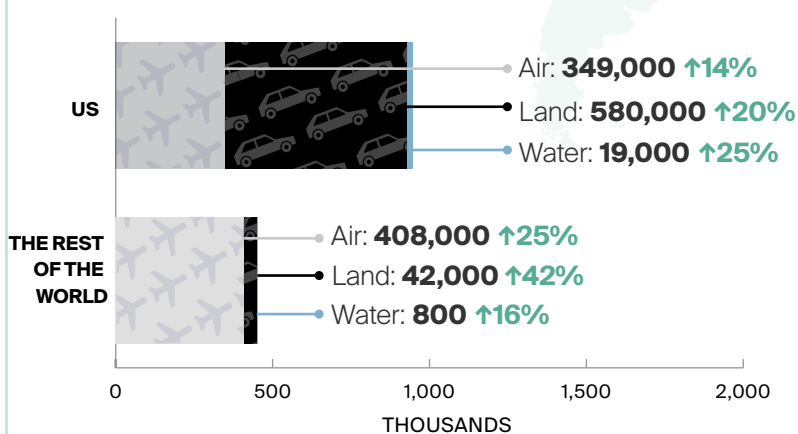 US
Air: 349,000 ↑14%
Land: 580,000 ↑20%
Water: 19,000 ↑25%
THE REST
OF THE
WORLD
Air: 408,000 ↑25%
Land: 42,000 ↑42%
Water: 800 ↑16%
0 500 1,000 1,500 2,000
THOUSANDS